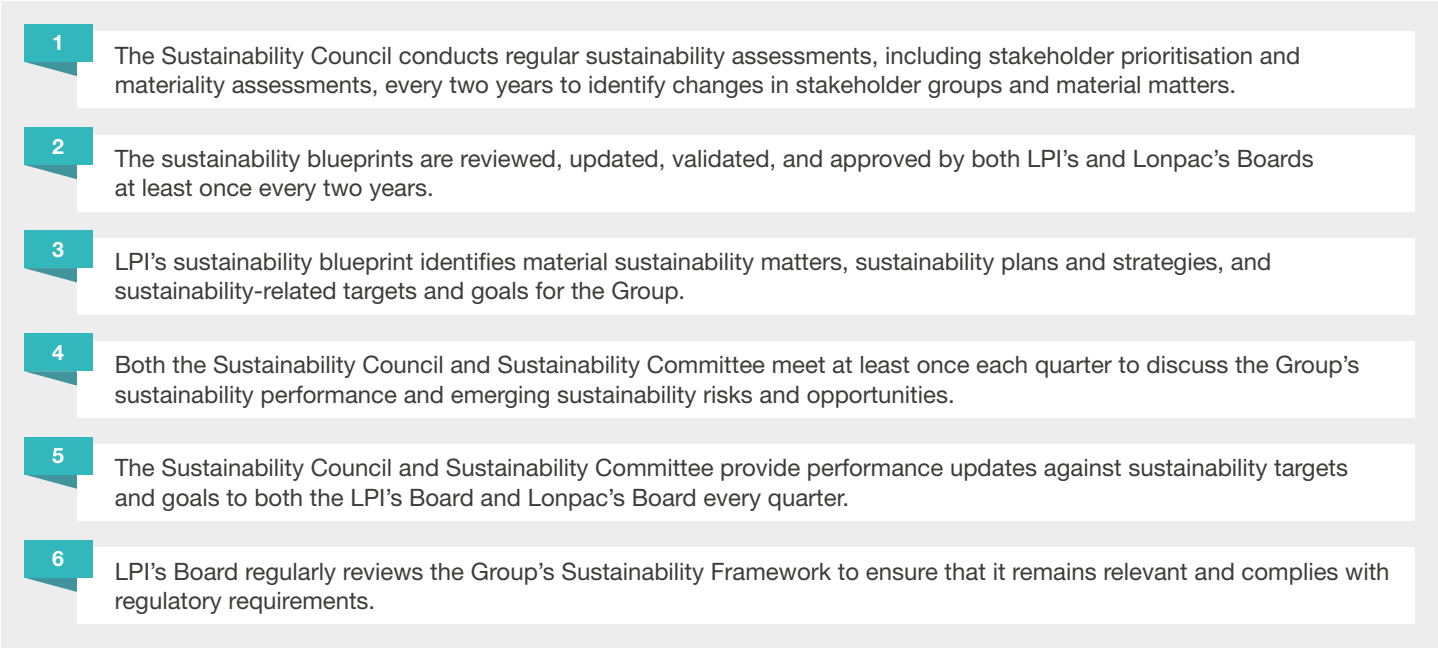 1
The Sustainability Council conducts regular sustainability assessments, including stakeholder prioritisation and
materiality assessments, every two years to identify changes in stakeholder groups and material matters.
2
The sustainability blueprints are reviewed, updated, validated, and approved by both LPI’s and Lonpac’s Boards
at least once every two years.
3
LPI’s sustainability blueprint identifies material sustainability matters, sustainability plans and strategies, and
sustainability-related targets and goals for the Group.
4
Both the Sustainability Council and Sustainability Committee meet at least once each quarter to discuss the Group’s
sustainability performance and emerging sustainability risks and opportunities.
5
The Sustainability Council and Sustainability Committee provide performance updates against sustainability targets
and goals to both the LPI’s Board and Lonpac’s Board every quarter.
6
LPI’s Board regularly reviews the Group’s Sustainability Framework to ensure that it remains relevant and complies with
regulatory requirements.